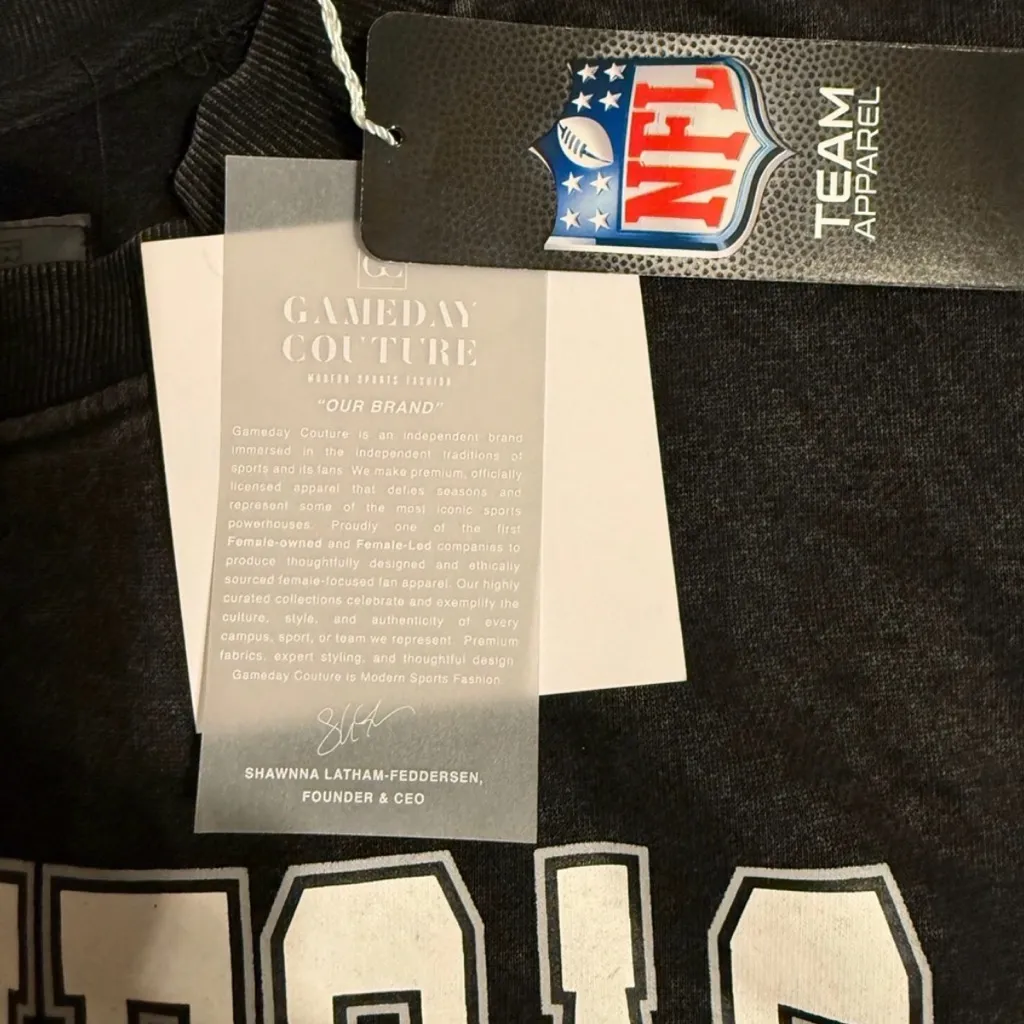 NFL
TEAM
APPAREL
GC
GAMEDAY
COUTURE
MODERN SPORTS FASHION
"OUR BRAND"
Gameday Couture is an independent brand
immersed in the independent traditions of
sports and its fans. We make premium, officially
licensed apparel that defies seasons and
represent some of the most iconic sports
powerhouses. Proudly one of the first
Female-owned and Female-Led companies to
produce thoughtfully designed and ethically
sourced female-focused fan apparel. Our highly
curated collections celebrate and exemplify the
culture, style, and authenticity of every
campus, sport, or team we represent. Premium
fabrics, expert styling, and thoughtful design.
Gameday Couture is Modern Sports Fashion.
SHAWNNA LATHAM-FEDDERSEN,
FOUNDER & CEO